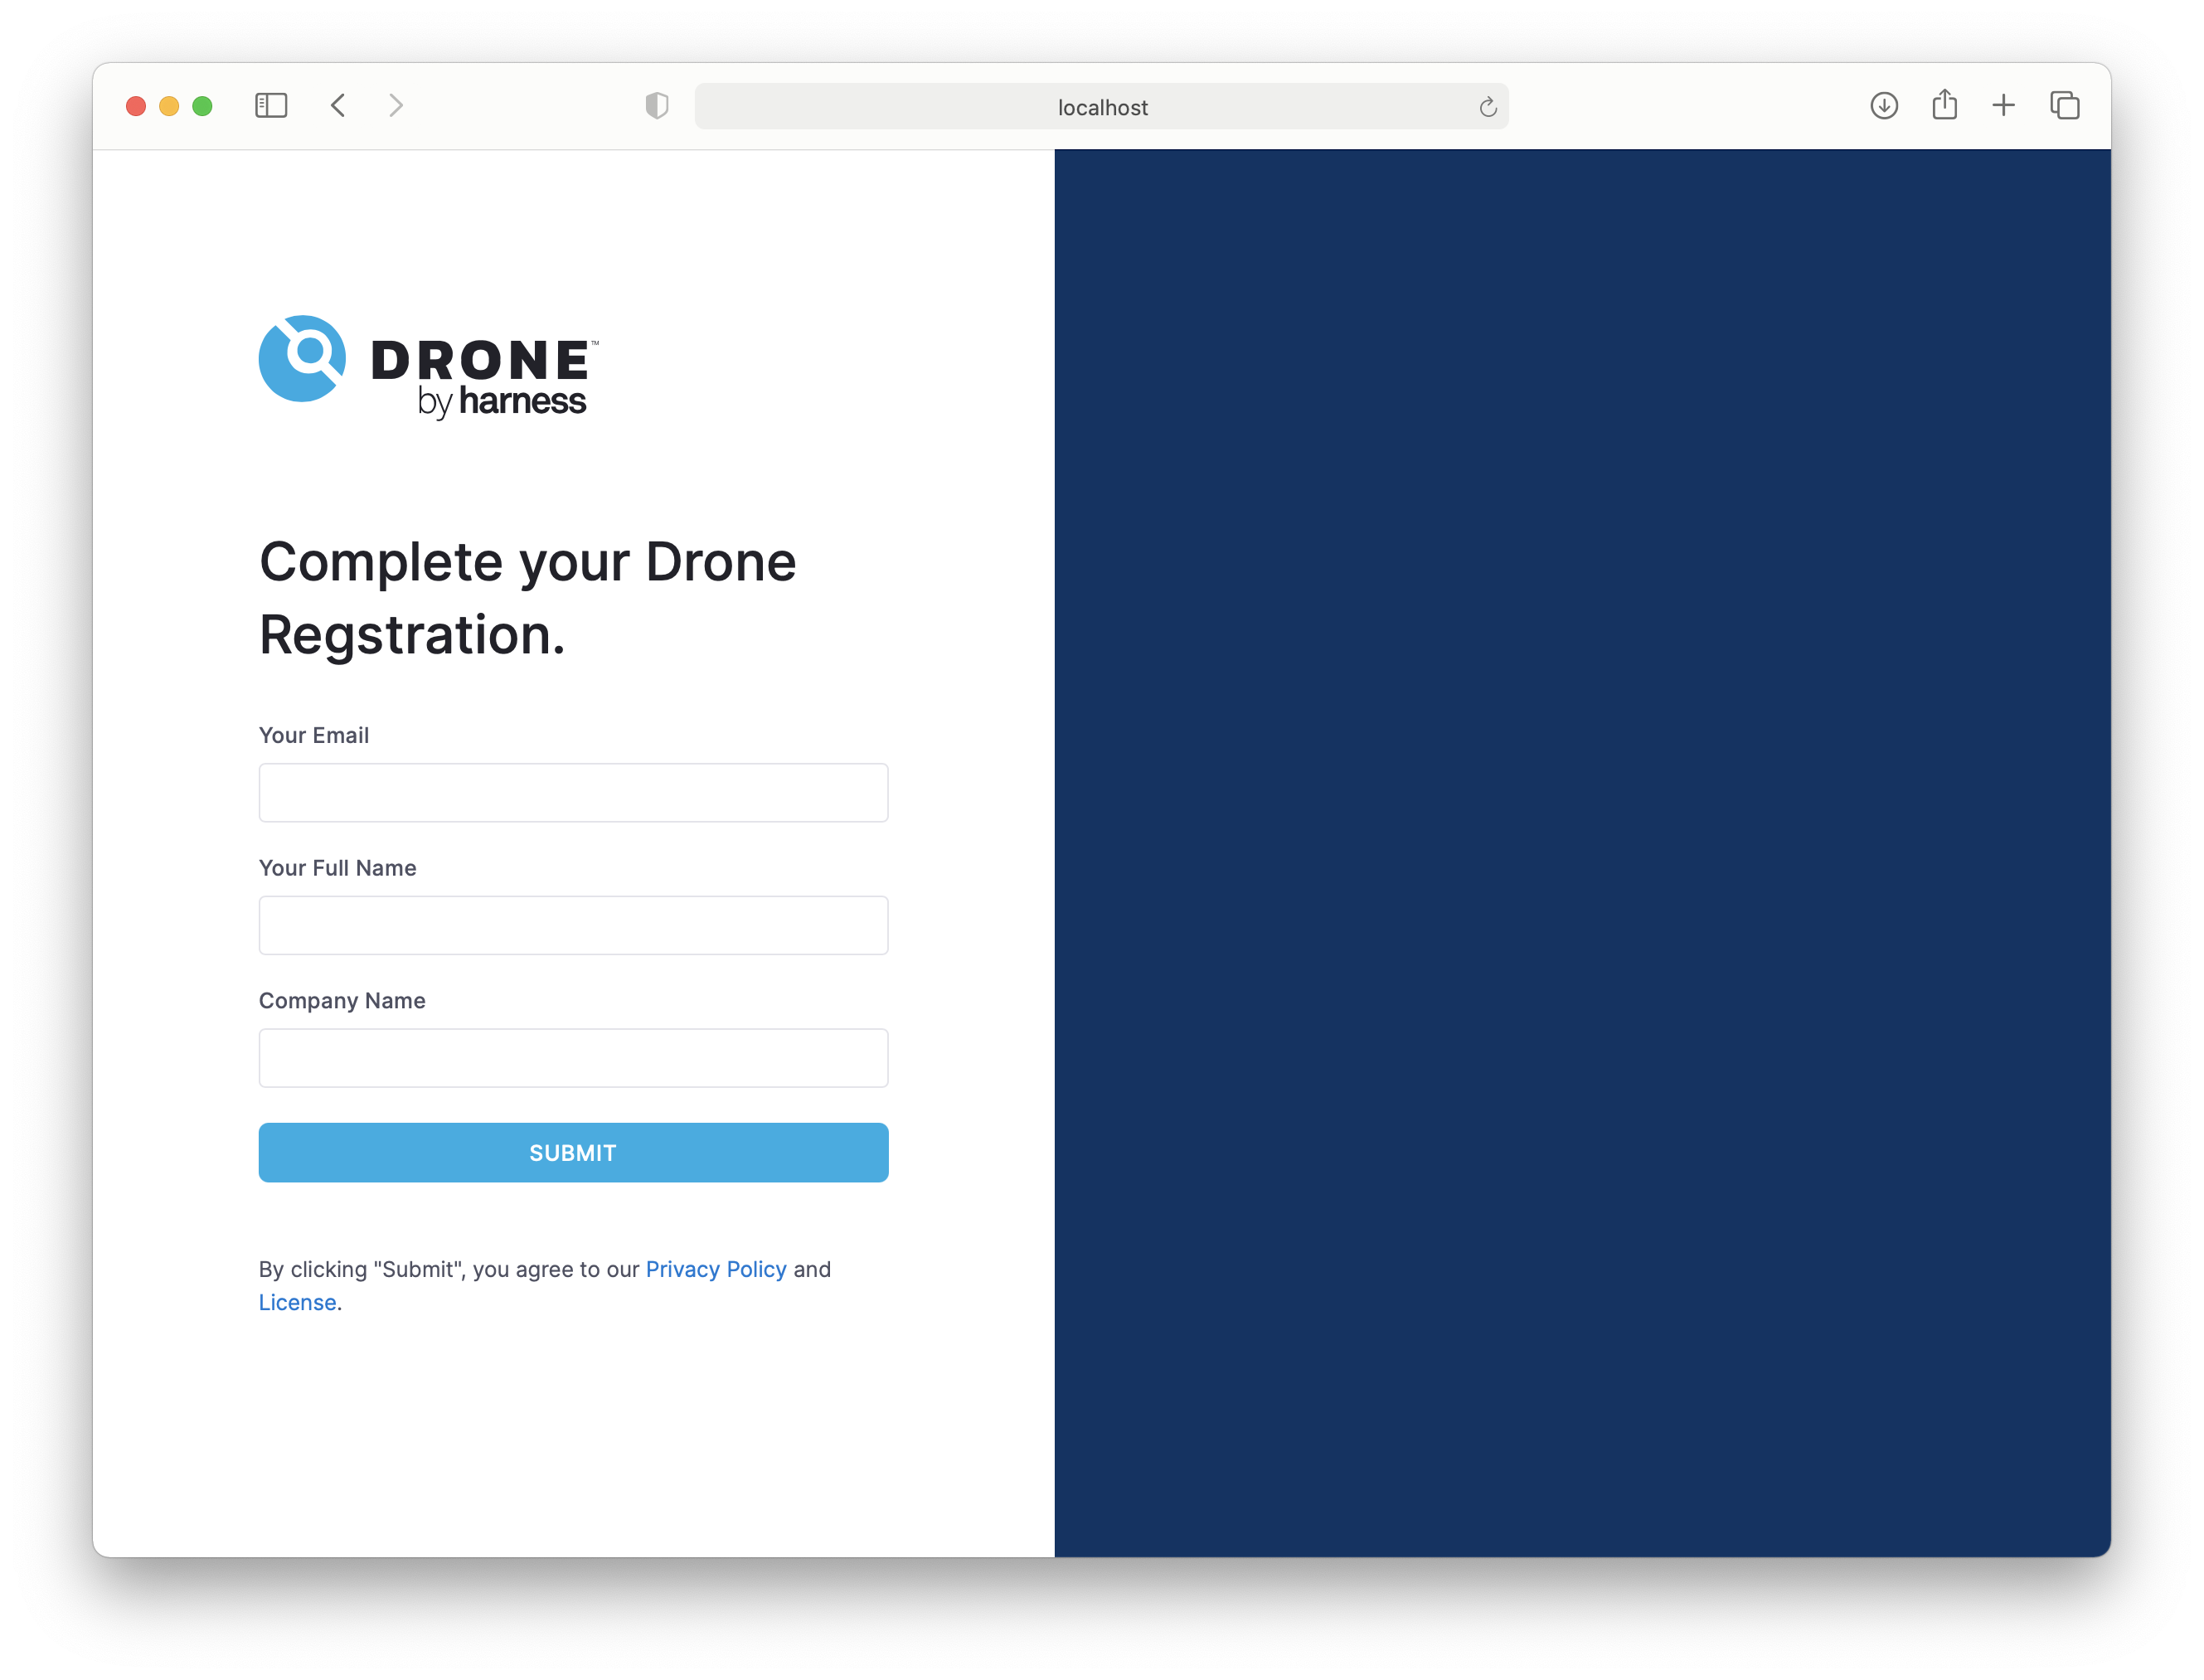 localhost
DRONE™
by harness
Complete your Drone
Regstration.
Your Email
Your Full Name
Company Name
SUBMIT
By clicking "Submit", you agree to our Privacy Policy and
License.